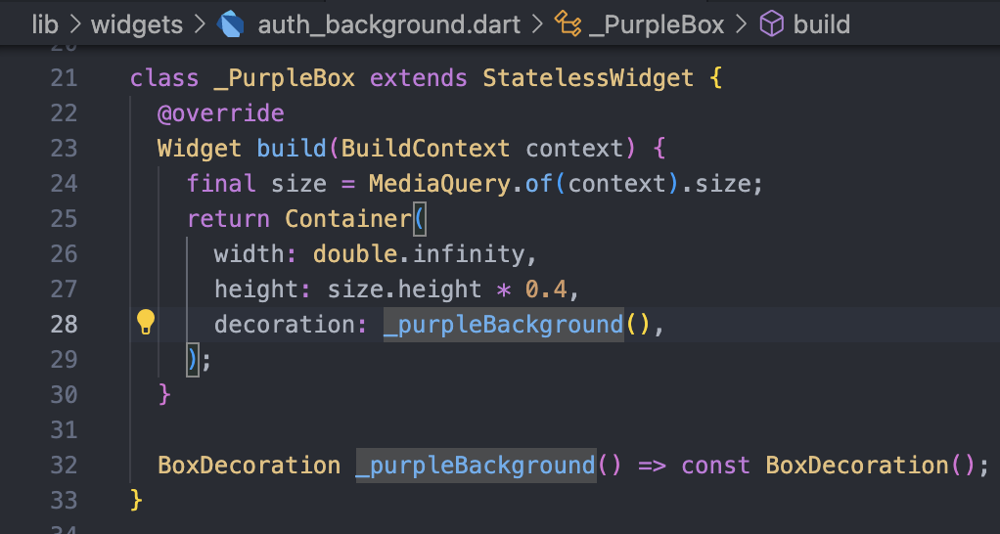 lib > widgets > auth_background.dart > _PurpleBox > build
20
21 class _PurpleBox extends StatelessWidget {
22 @override
23 Widget build(BuildContext context) {
24 final size = MediaQuery.of(context).size;
25 return Container(
26 width: double.infinity,
27 height: size.height * 0.4,
28 decoration: _purpleBackground(),
29 );
30 }
31
32 BoxDecoration _purpleBackground() => const BoxDecoration();
33 }
34